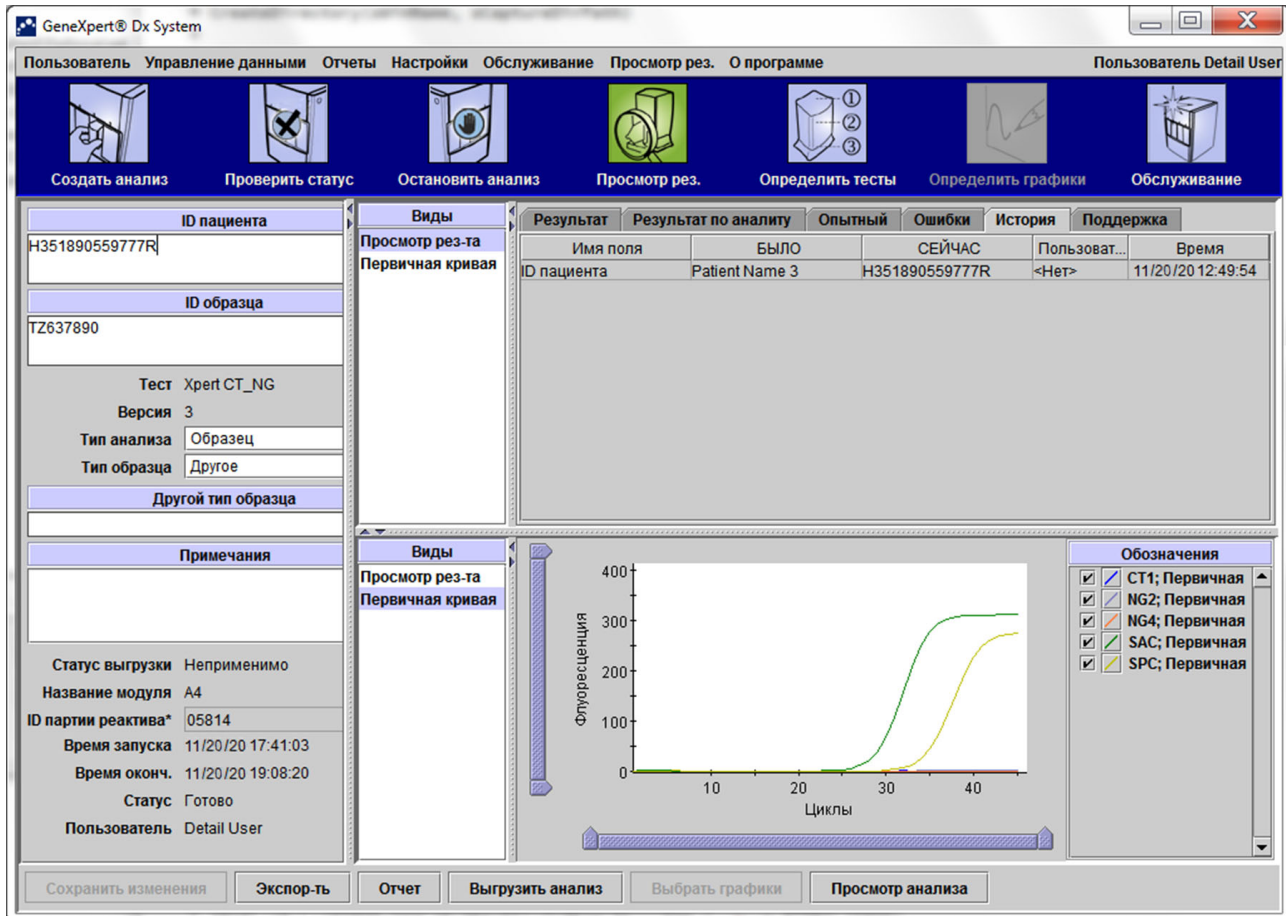 GeneXpert® Dx System
Пользователь Управление данными Отчеты Настройки Обслуживание Просмотр рез. О программе Пользователь Detail User
Создать анализ Проверить статус Остановить анализ Просмотр рез. Определить тесты Определить графики Обслуживание
ID пациента
H351890559777R
ID образца
TZ637890
Тест Xpert CT_NG
Версия 3
Тип анализа Образец
Тип образца Другое
Другой тип образца
Примечания
Статус выгрузки Неприменимо
Название модуля A4
ID партии реактива* 05814
Время запуска 11/20/20 17:41:03
Время оконч. 11/20/20 19:08:20
Статус Готово
Пользователь Detail User
Виды
Просмотр рез-та
Первичная кривая
Результат Результат по аналиту Опытный Ошибки История Поддержка
Имя поля БЫЛО СЕЙЧАС Пользоват... Время
ID пациента Patient Name 3 H351890559777R <Нет> 11/20/20 12:49:54
Виды
Просмотр рез-та
Первичная кривая
Флуоресценция
400
300
200
100
0
10 20 30 40
Циклы
Обозначения
CT1; Первичная
NG2; Первичная
NG4; Первичная
SAC; Первичная
SPC; Первичная
Сохранить изменения Экспор-ть Отчет Выгрузить анализ Выбрать графики Просмотр анализа